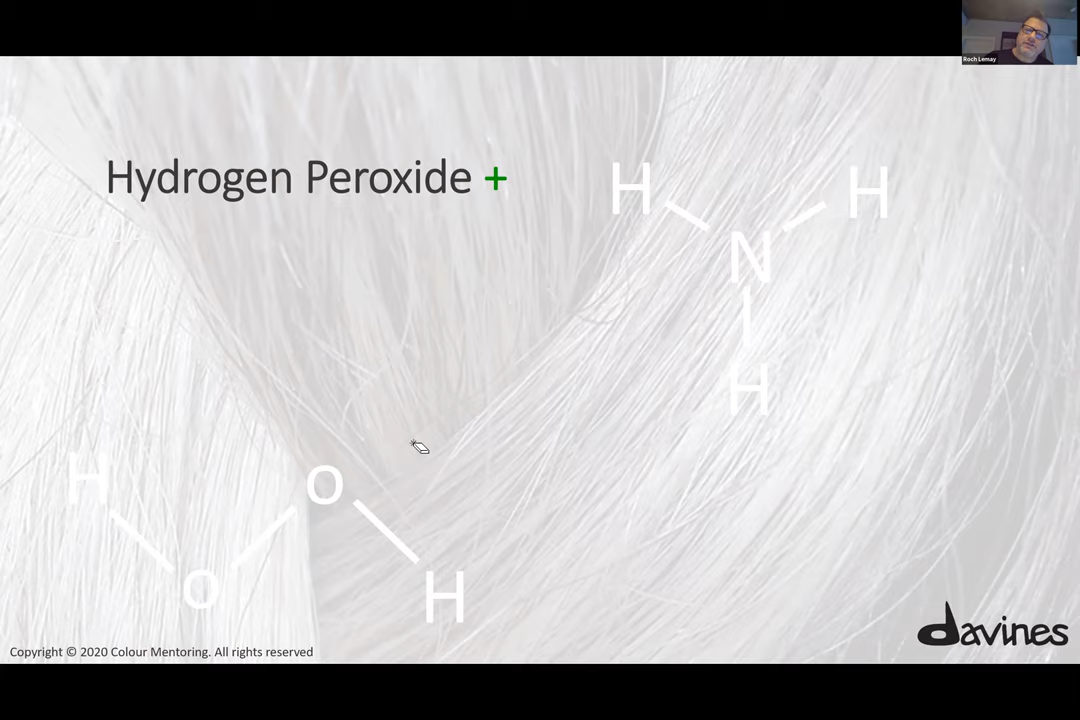 Roch Lemay
Hydrogen Peroxide +
H H
N
H
H O
O H
davines
Copyright © 2020 Colour Mentoring. All rights reserved